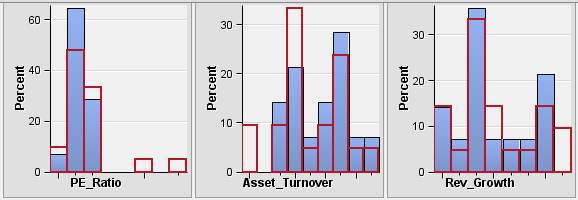 60
40
20
0
Percent
PE_Ratio
30
20
10
0
Percent
Asset_Turnover
30
20
10
0
Percent
Rev_Growth